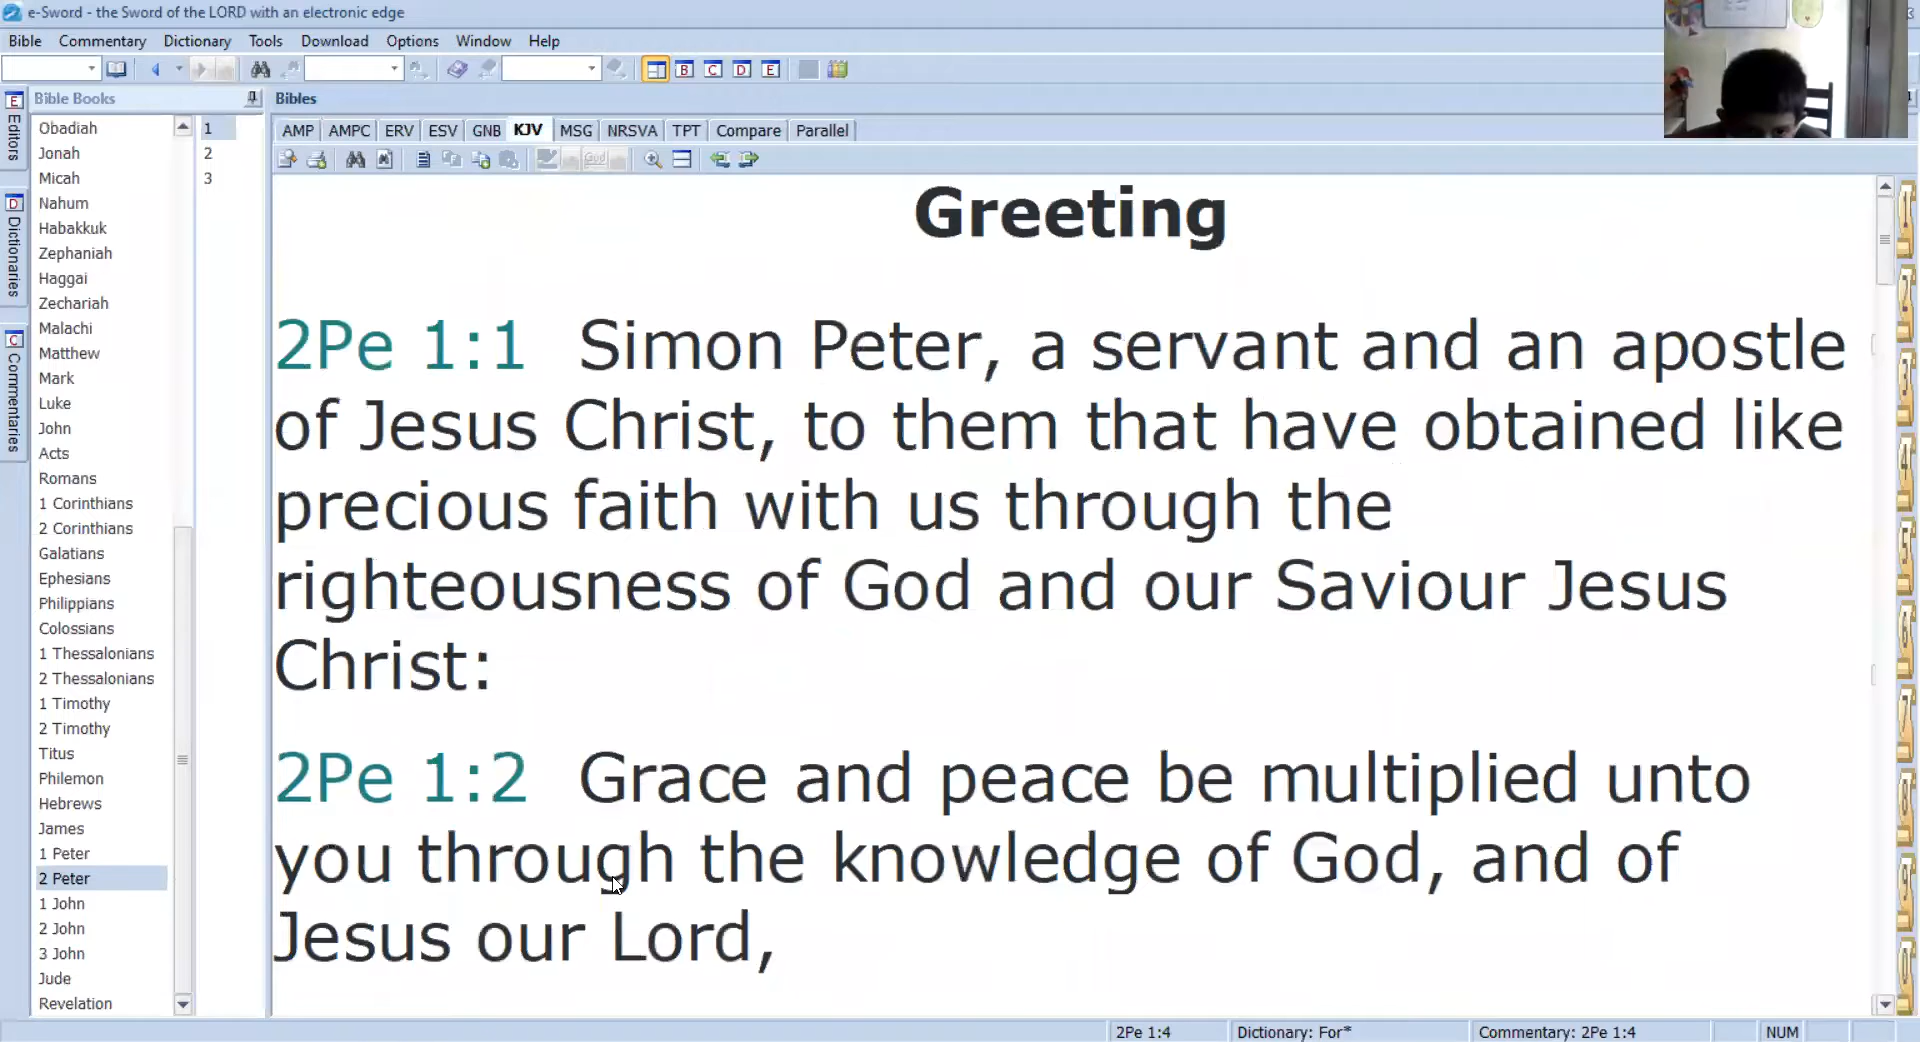 e-Sword - the Sword of the LORD with an electronic edge
Bible Commentary Dictionary Tools Download Options Window Help
B C D E
Bible Books
Bibles
E Editors
D Dictionaries
C Commentaries
Obadiah
Jonah
Micah
Nahum
Habakkuk
Zephaniah
Haggai
Zechariah
Malachi
Matthew
Mark
Luke
John
Acts
Romans
1 Corinthians
2 Corinthians
Galatians
Ephesians
Philippians
Colossians
1 Thessalonians
2 Thessalonians
1 Timothy
2 Timothy
Titus
Philemon
Hebrews
James
1 Peter
2 Peter
1 John
2 John
3 John
Jude
Revelation
1
2
3
AMP AMPC ERV ESV GNB KJV MSG NRSVA TPT Compare Parallel
God
Greeting
2Pe 1:1 Simon Peter, a servant and an apostle
of Jesus Christ, to them that have obtained like
precious faith with us through the
righteousness of God and our Saviour Jesus
Christ:
2Pe 1:2 Grace and peace be multiplied unto
you through the knowledge of God, and of
Jesus our Lord,
2Pe 1:4 Dictionary: For* Commentary: 2Pe 1:4 NUM